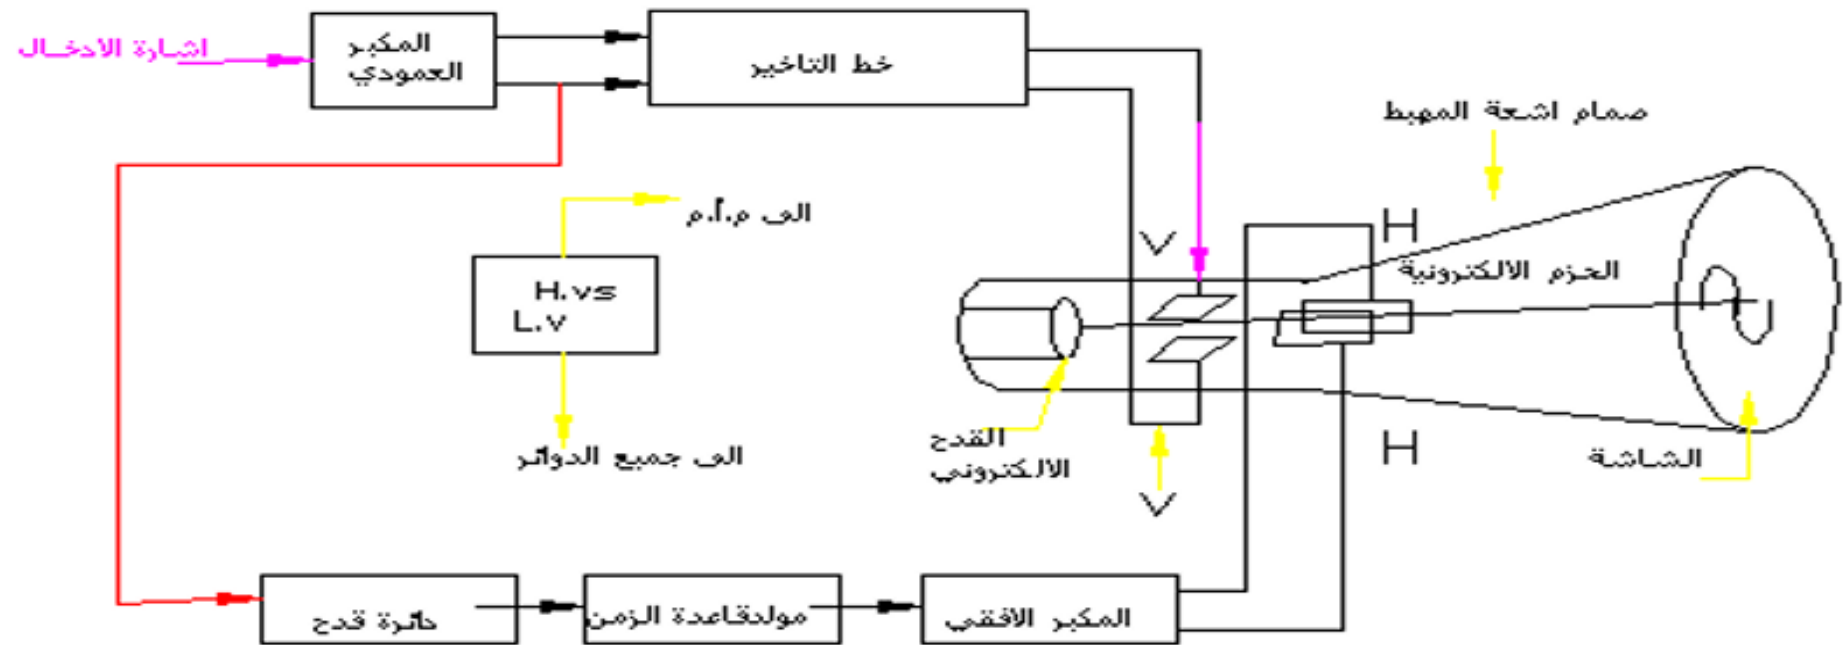 اشارة الادخال
المكبر
العمودي
خط التاخير
صمام اشعة المهبط
الى م.أ.م
V
H
الحزم الالكترونية
H.vs
L.v
القدح
الالكتروني
الى جميع الدوائر
V
H
الشاشة
دائرة قدح
مولدقاعدة الزمن
المكبر الافقي